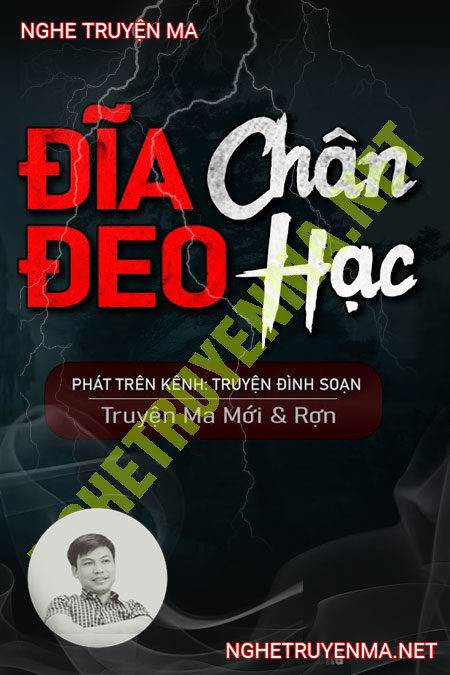 NGHE TRUYỆN MA
ĐĨA Chân
ĐEO Hạc
PHÁT TRÊN KÊNH: TRUYỆN ĐÌNH SOẠN
Truyện Ma Mới & Rợn
NGHETRUYENMA.NET
NGHETRUYENMA.NET